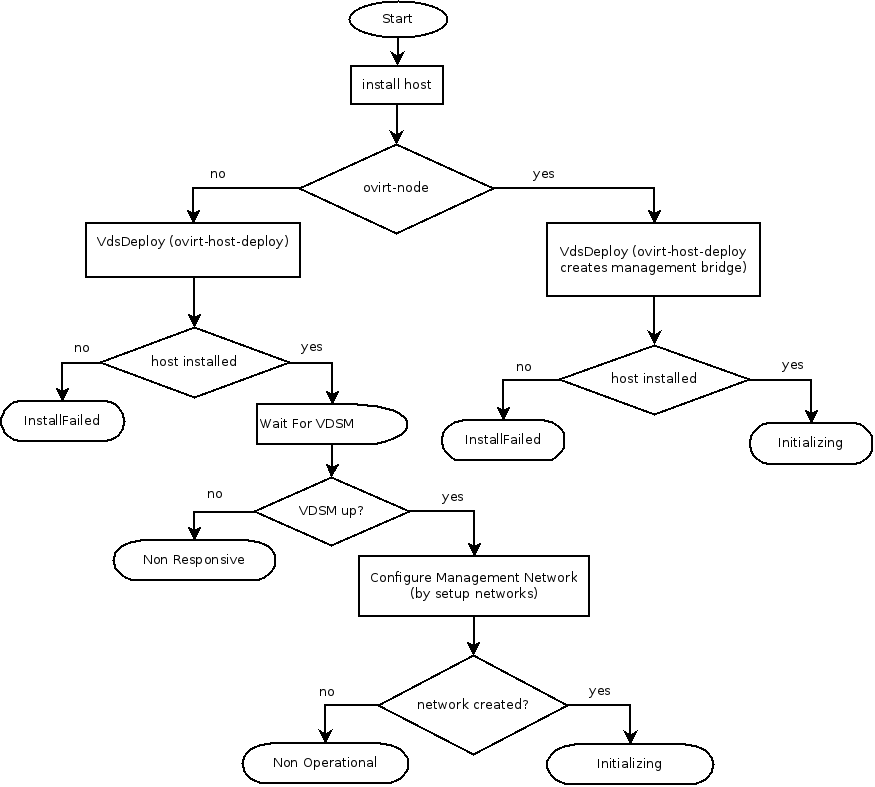 Start
install host
ovirt-node
no
yes
VdsDeploy (ovirt-host-deploy)
VdsDeploy (ovirt-host-deploy
creates management bridge)
host installed
no
yes
host installed
no
yes
InstallFailed
Wait For VDSM
InstallFailed
Initializing
VDSM up?
no
yes
Non Responsive
Configure Management Network
(by setup networks)
network created?
no
yes
Non Operational
Initializing